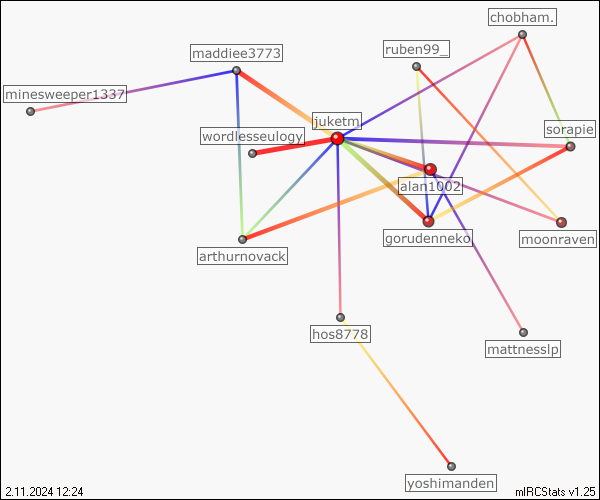 chobham.
ruben99_
maddiee3773
minesweeper1337
juketm
wordlesseulogy
sorapie
alan1002
gorudenneko
moonraven
arthurnovack
hos8778
mattnesslp
yoshimanden
2.11.2024 12:24
mIRCStats v1.25